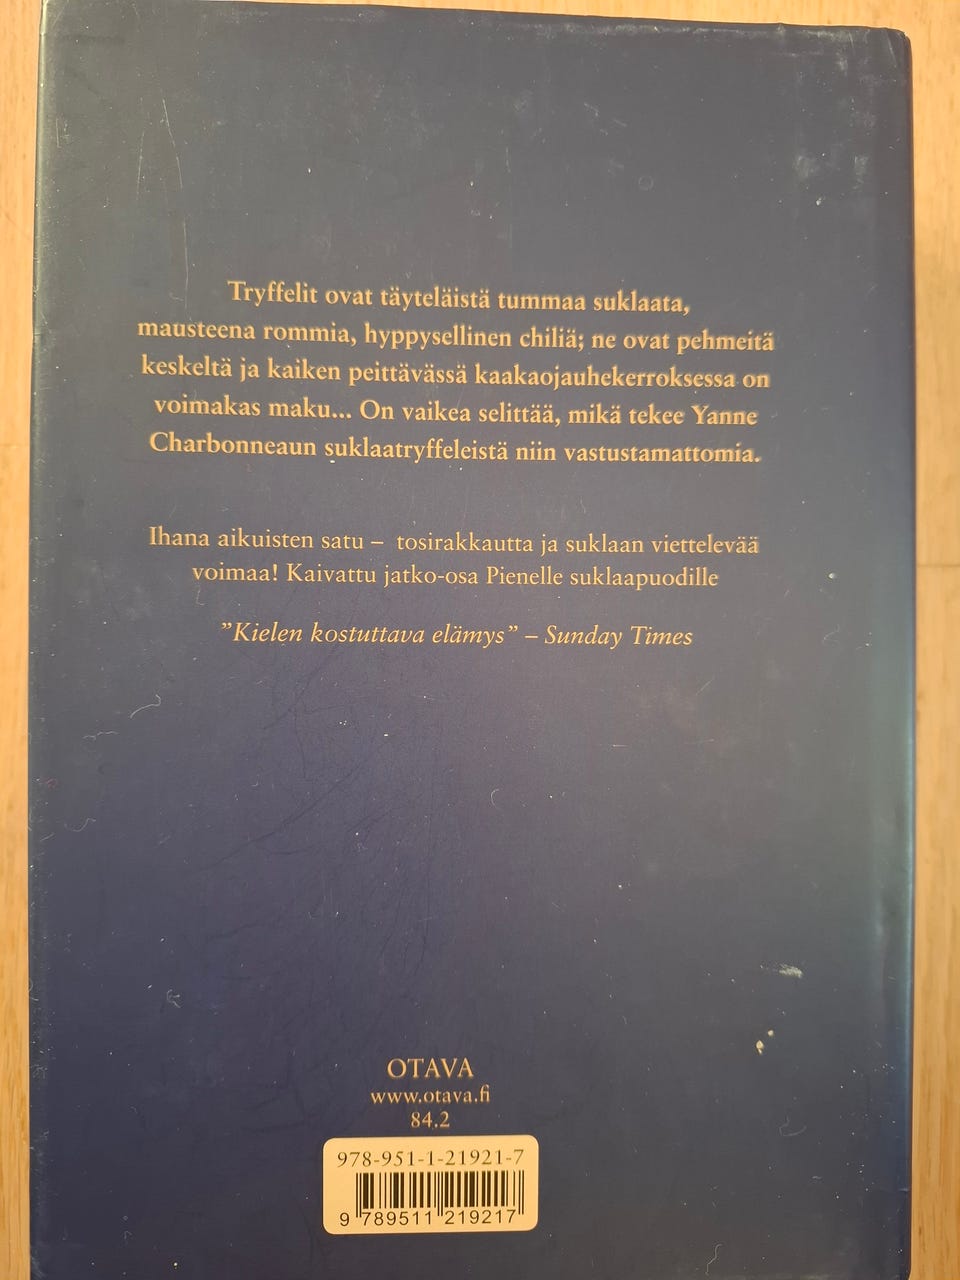 Tryffelit ovat täyteläistä tummaa suklaata,
mausteena rommia, hyppysellinen chiliä; ne ovat pehmeitä
keskeltä ja kaiken peittävässä kaakaojauhekerroksessa on
voimakas maku... On vaikea selittää, mikä tekee Yanne
Charbonneaun suklaatryffeleistä niin vastustamattomia.
Ihana aikuisten satu – tosirakkautta ja suklaan viettelevää
voimaa! Kaivattu jatko-osa Pienelle suklaapuodille
”Kielen kostuttava elämys” – Sunday Times
OTAVA
www.otava.fi
84.2
978-951-1-21921-7
9 789511 219217